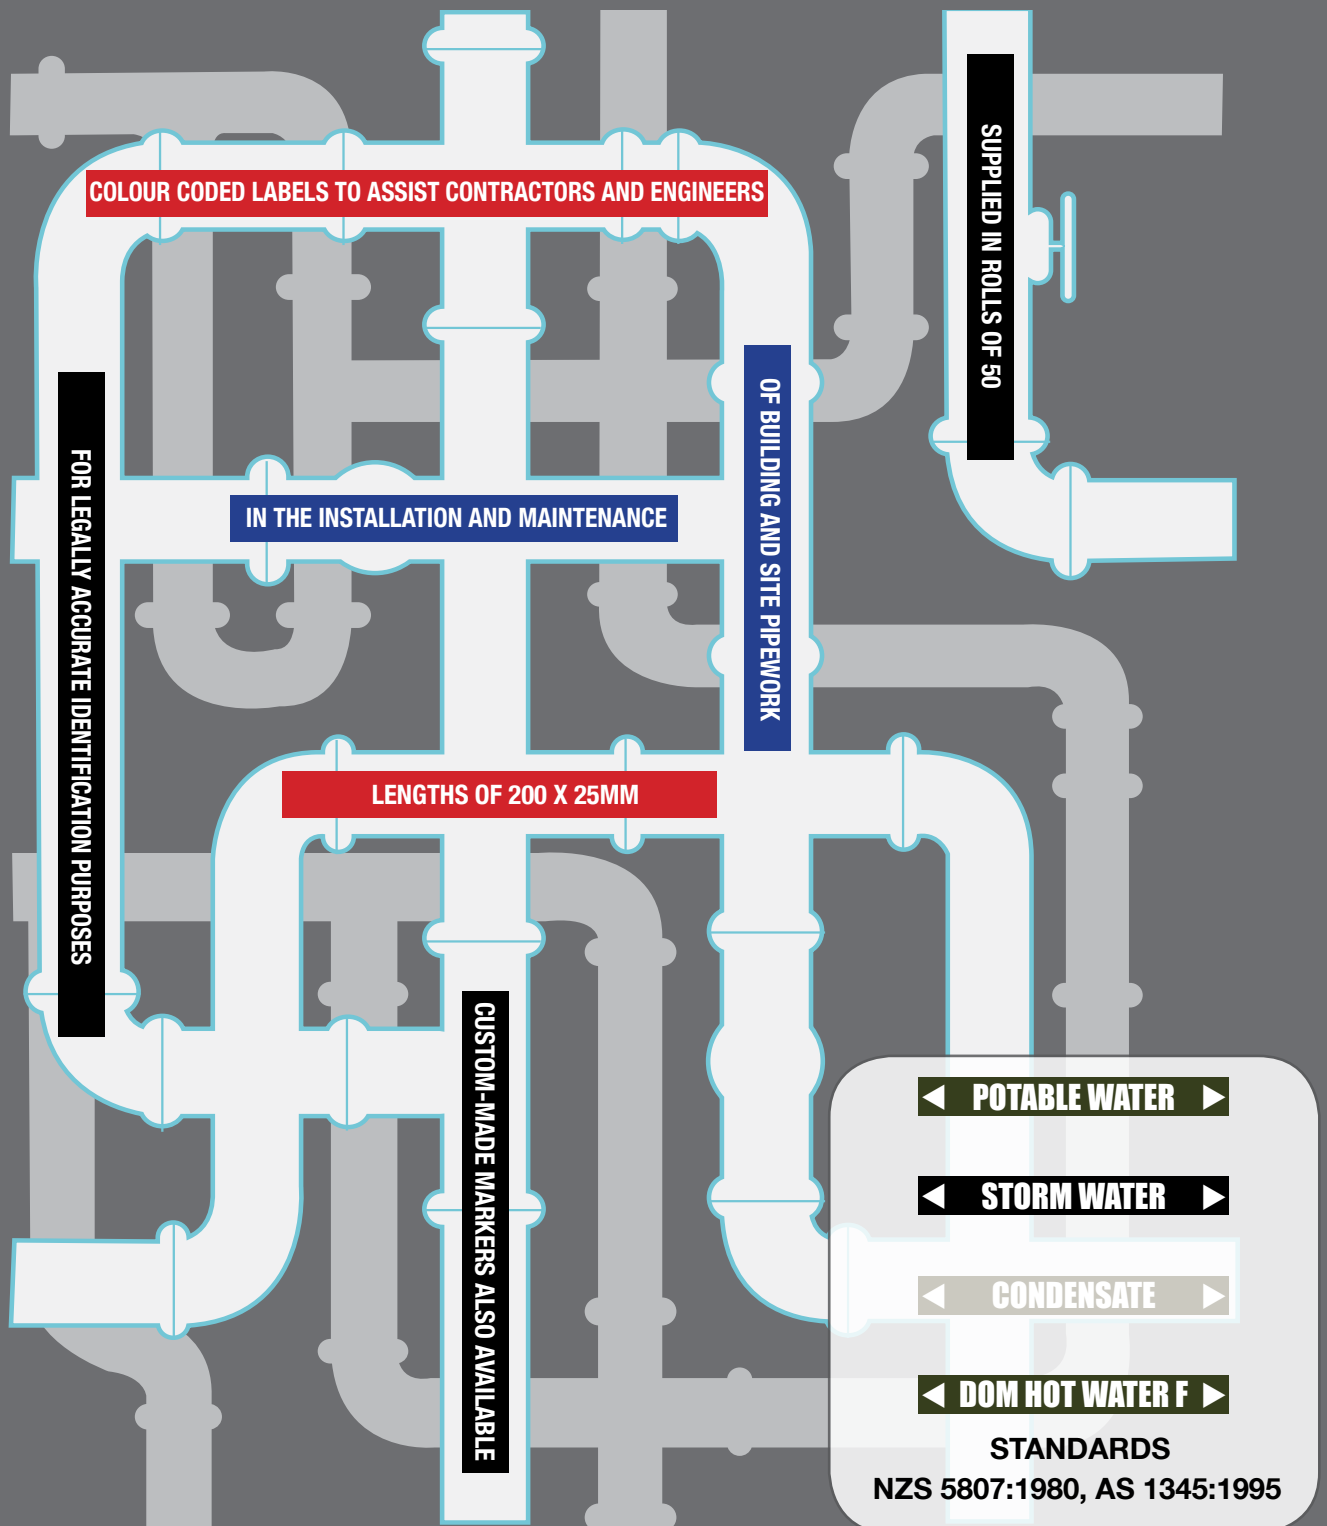 COLOUR CODED LABELS TO ASSIST CONTRACTORS AND ENGINEERS
IN THE INSTALLATION AND MAINTENANCE
OF BUILDING AND SITE PIPEWORK
FOR LEGALLY ACCURATE IDENTIFICATION PURPOSES
SUPPLIED IN ROLLS OF 50
LENGTHS OF 200 X 25MM
CUSTOM-MADE MARKERS ALSO AVAILABLE
POTABLE WATER
STORM WATER
CONDENSATE
DOM HOT WATER F
STANDARDS
NZS 5807:1980, AS 1345:1995